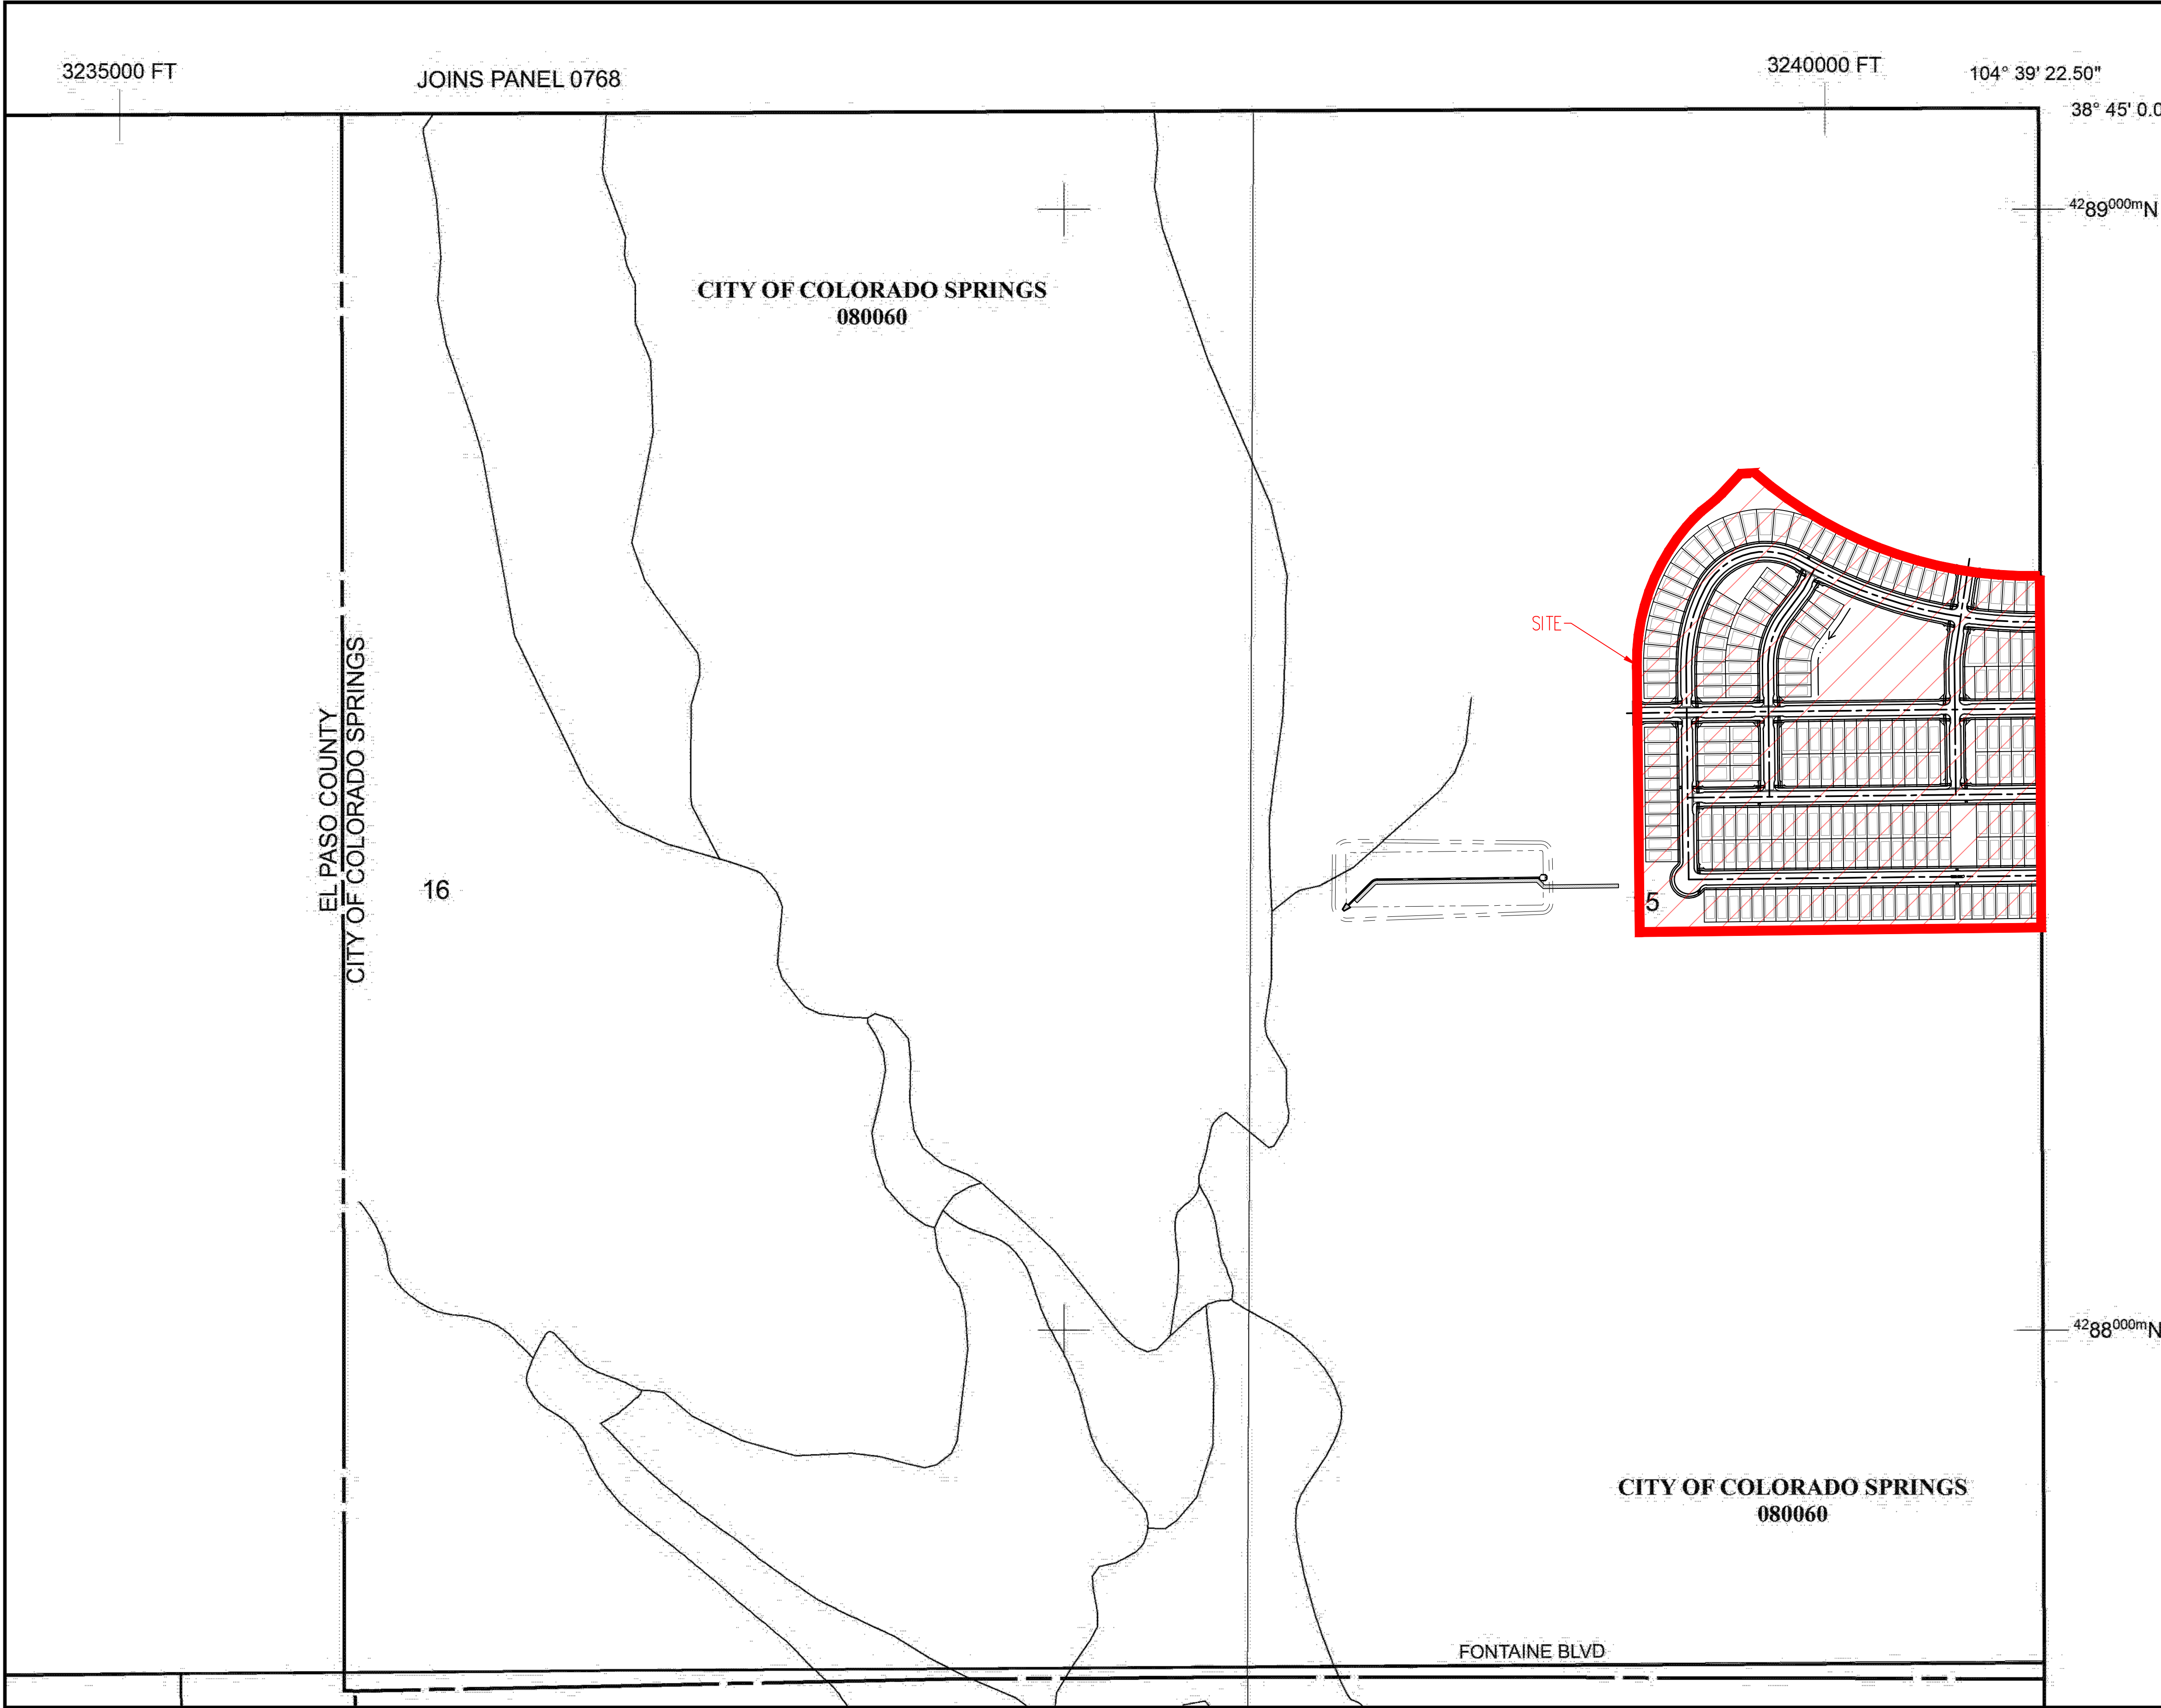 3235000 FT
JOINS PANEL 0768
3240000 FT
104° 39' 22.50"
38° 45' 0.0
4289000mN
CITY OF COLORADO SPRINGS
080060
SITE
EL PASO COUNTY
CITY OF COLORADO SPRINGS
16
5
4288000mN
CITY OF COLORADO SPRINGS
080060
FONTAINE BLVD